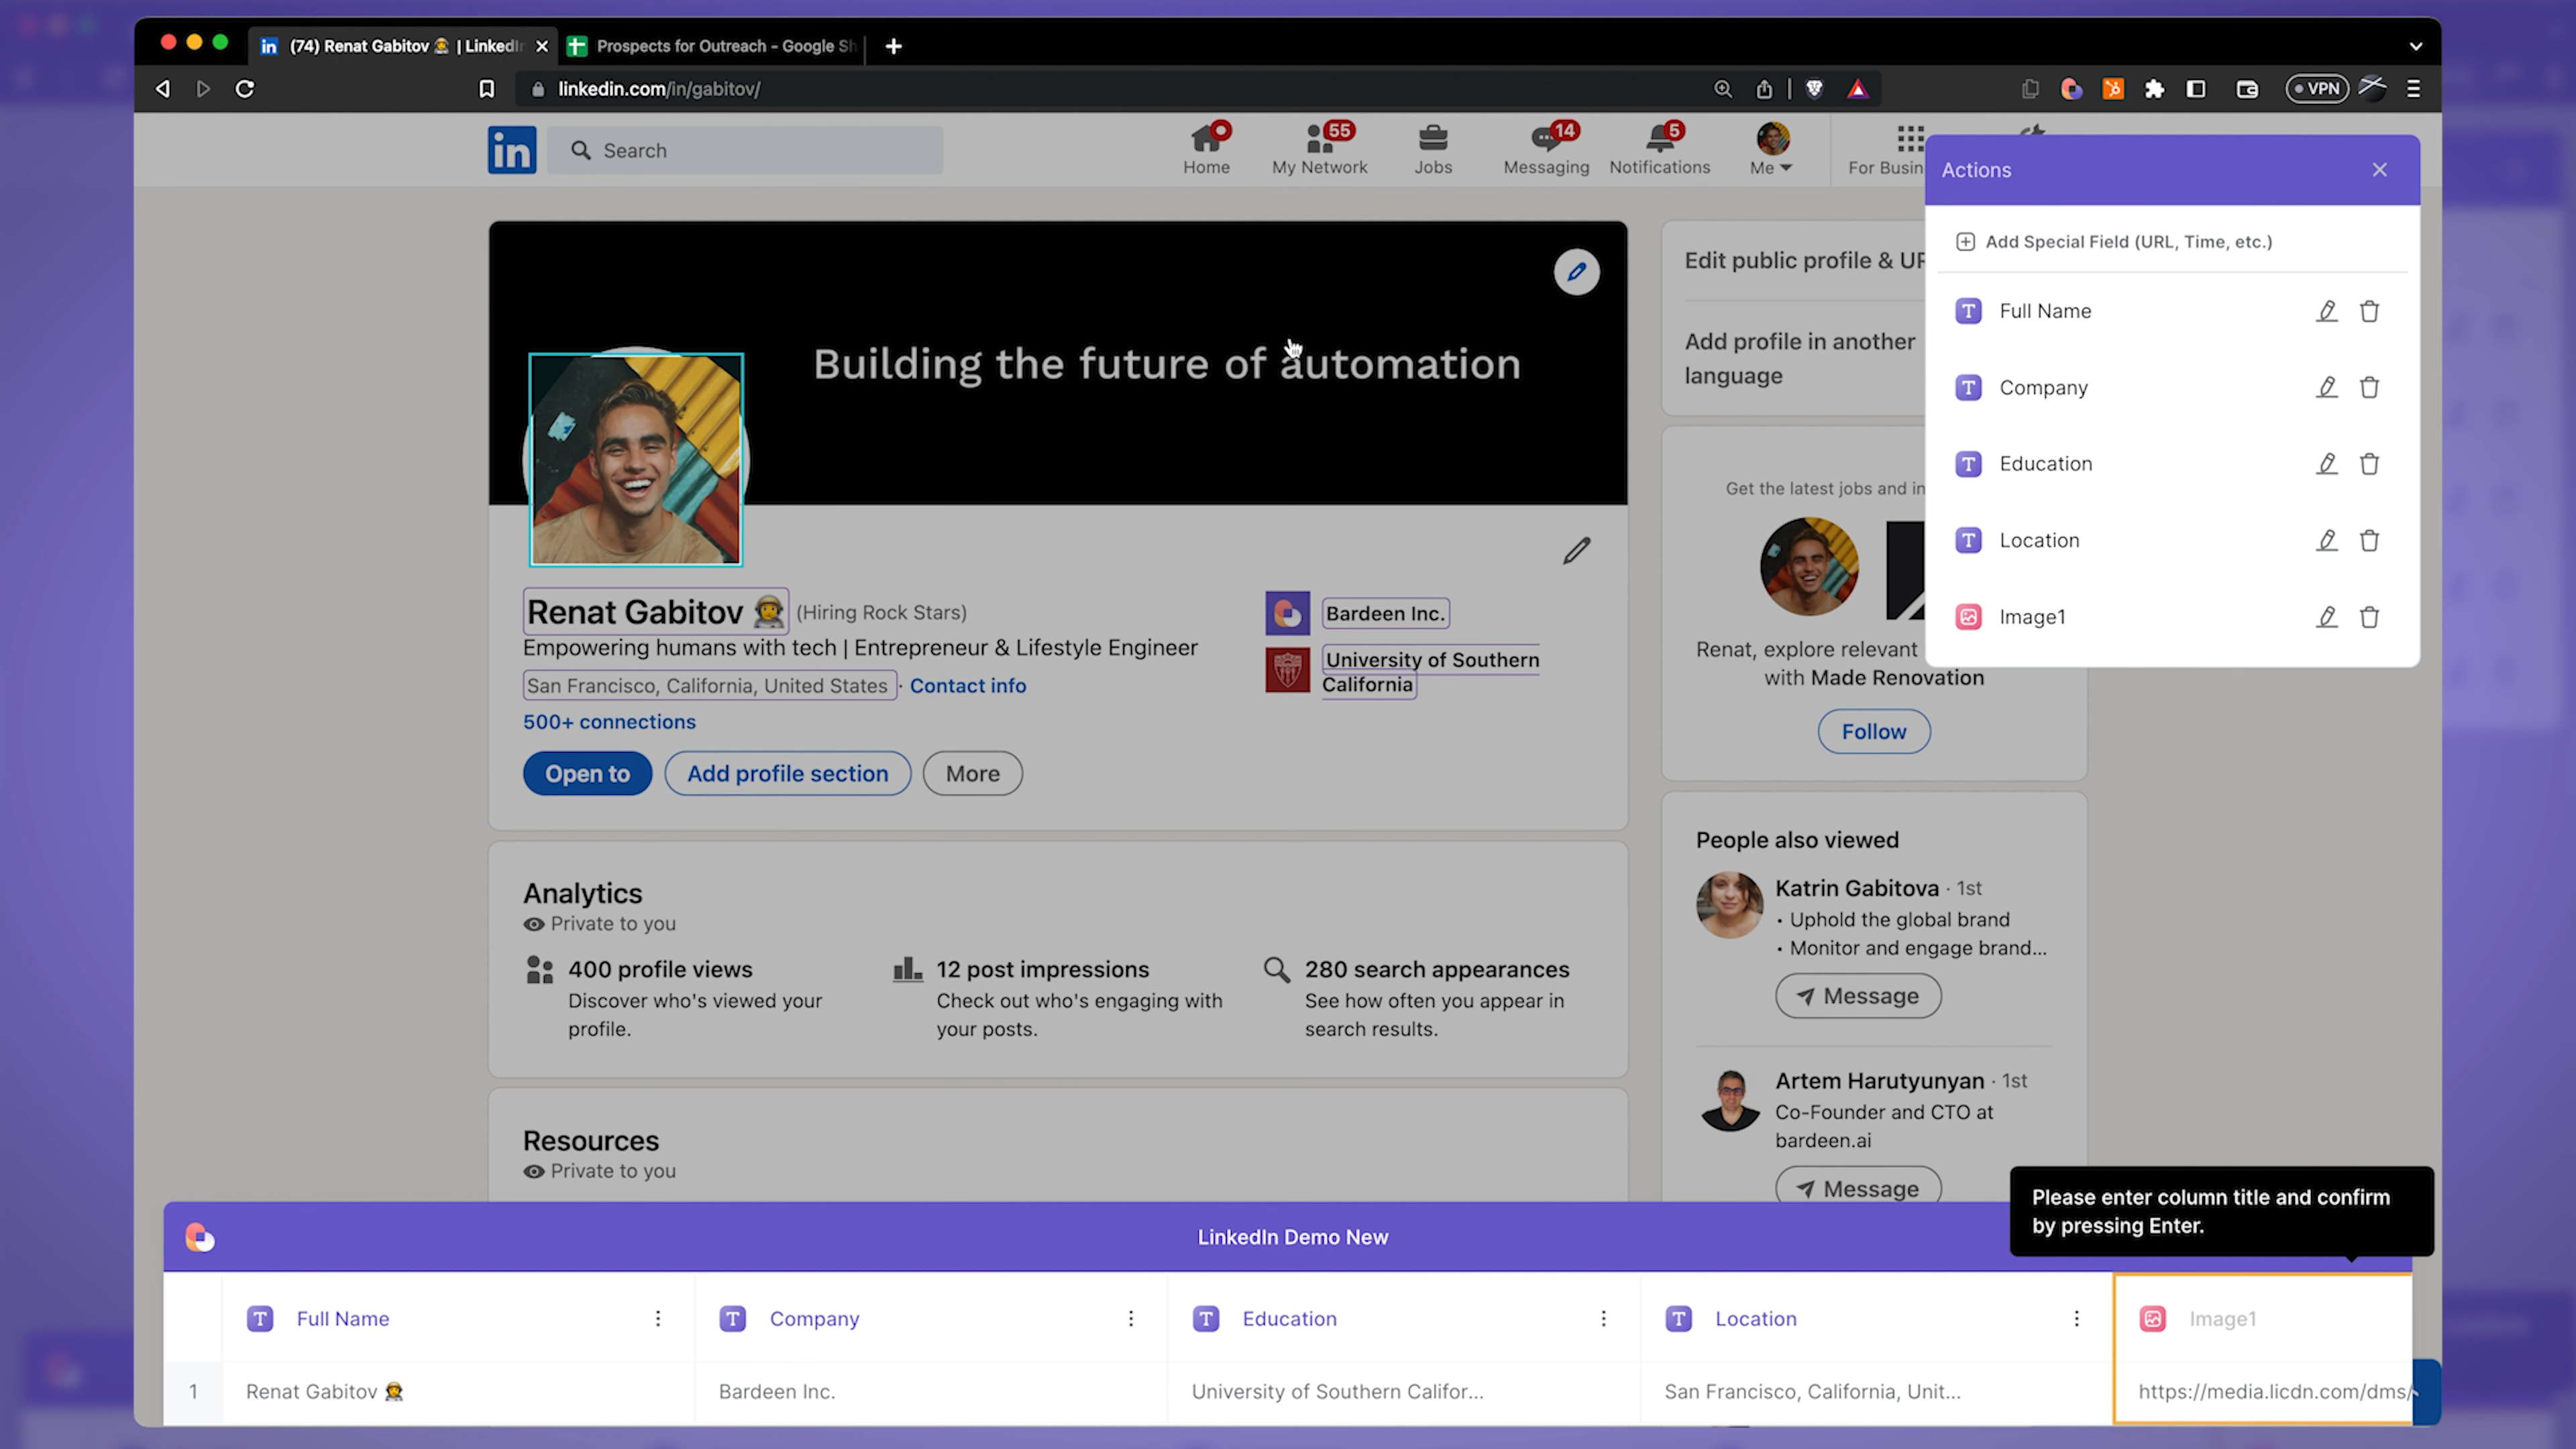 (74) Renat Gabitov 👨‍🚀 | LinkedIn
Prospects for Outreach - Google Sh
linkedin.com/in/gabitov/
VPN
in
Search
Home
55
My Network
Jobs
14
Messaging
5
Notifications
Me
For Busin
Building the future of automation
Renat Gabitov 👨‍🚀 (Hiring Rock Stars)
Empowering humans with tech | Entrepreneur & Lifestyle Engineer
San Francisco, California, United States · Contact info
500+ connections
Open to
Add profile section
More
Bardeen Inc.
University of Southern
California
Analytics
Private to you
400 profile views
Discover who's viewed your
profile.
12 post impressions
Check out who's engaging with
your posts.
280 search appearances
See how often you appear in
search results.
Resources
Private to you
Edit public profile & UR
Add profile in another
language
Get the latest jobs and in
Renat, explore relevant
with Made Renovation
Follow
People also viewed
Katrin Gabitova · 1st
• Uphold the global brand
• Monitor and engage brand...
Message
Artem Harutyunyan · 1st
Co-Founder and CTO at
bardeen.ai
Message
Actions
Add Special Field (URL, Time, etc.)
T Full Name
T Company
T Education
T Location
Image1
Please enter column title and confirm
by pressing Enter.
LinkedIn Demo New
T Full Name
T Company
T Education
T Location
Image1
1
Renat Gabitov 👨‍🚀
Bardeen Inc.
University of Southern Califor...
San Francisco, California, Unit...
https://media.licdn.com/dms/